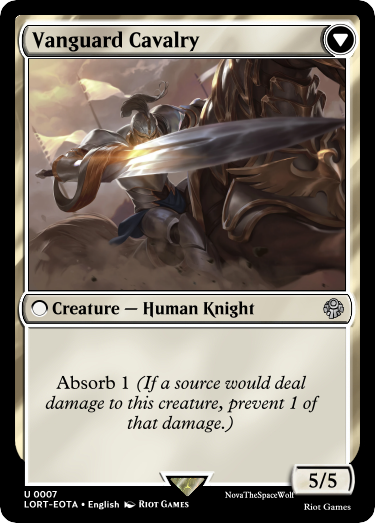 Vanguard Cavalry
Creature — Human Knight
Absorb 1 (If a source would deal
damage to this creature, prevent 1 of
that damage.)
5/5
U 0007
LORT-EOTA • English Riot Games
NovaTheSpaceWolf
Riot Games